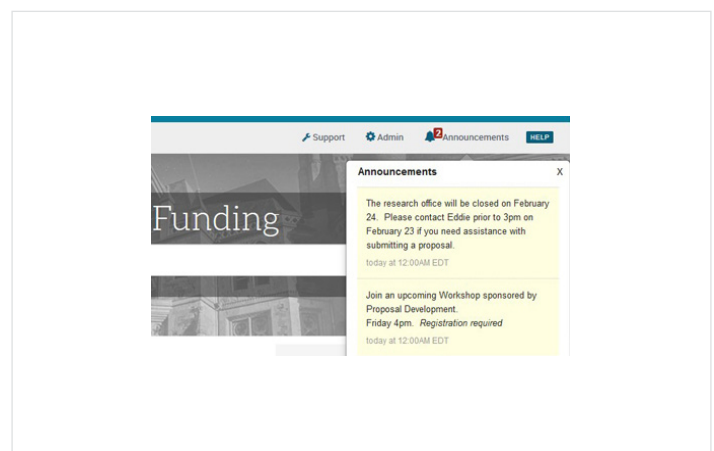 Support Admin 2 Announcements HELP
Funding
Announcements X
The research office will be closed on February
24. Please contact Eddie prior to 3pm on
February 23 if you need assistance with
submitting a proposal.
today at 12:00AM EDT
Join an upcoming Workshop sponsored by
Proposal Development.
Friday 4pm. Registration required
today at 12:00AM EDT